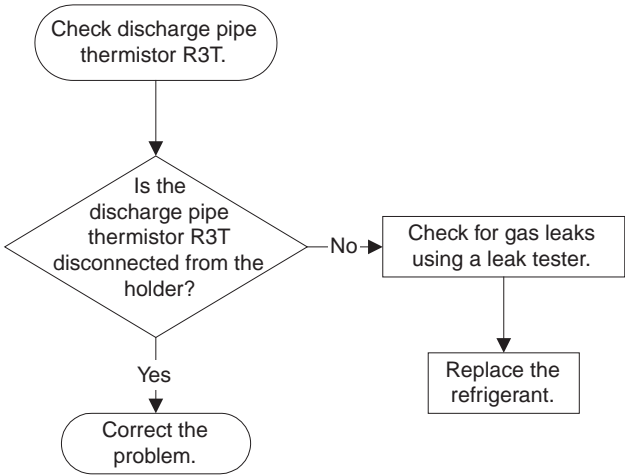 Check discharge pipe
thermistor R3T.
Is the
discharge pipe
thermistor R3T
disconnected from the
holder?
No
Check for gas leaks
using a leak tester.
Replace the
refrigerant.
Yes
Correct the
problem.